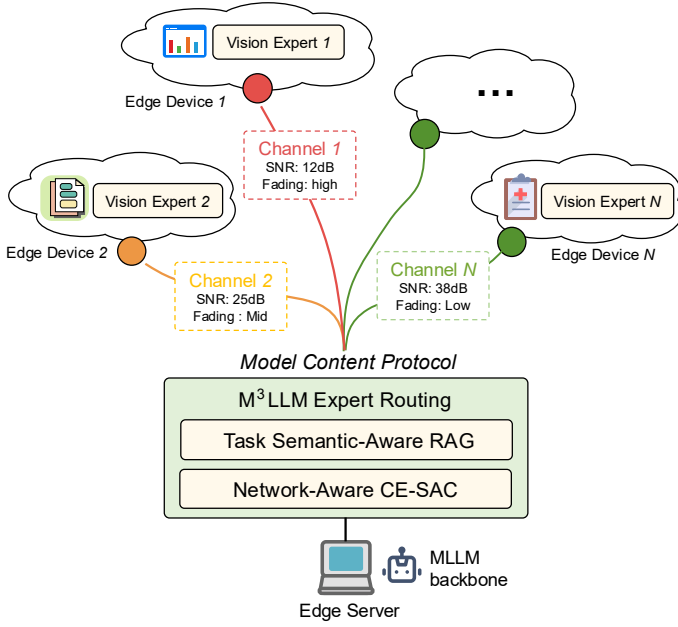 Vision Expert 1
Edge Device 1
...
Channel 1
SNR: 12dB
Fading: high
Vision Expert 2
Edge Device 2
Vision Expert N
Edge Device N
Channel 2
SNR: 25dB
Fading : Mid
Channel N
SNR: 38dB
Fading: Low
Model Content Protocol
M³LLM Expert Routing
Task Semantic-Aware RAG
Network-Aware CE-SAC
MLLM
backbone
Edge Server